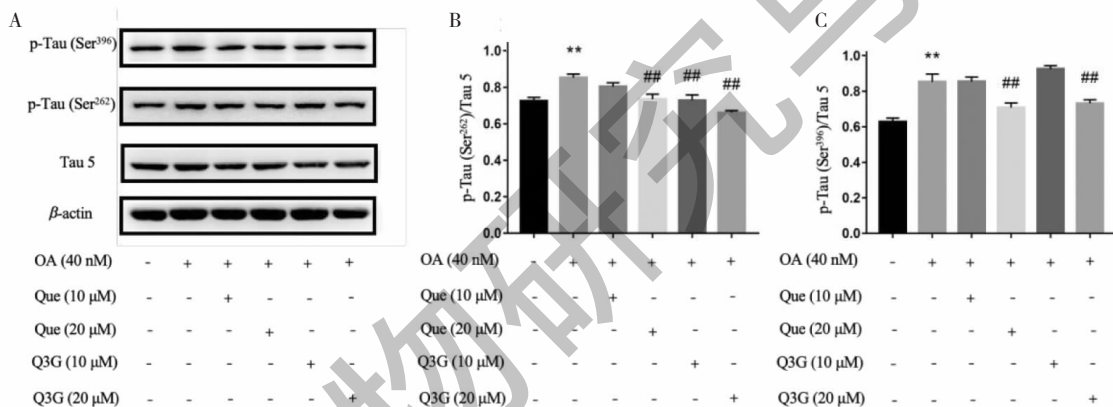 A
p-Tau (Ser396)
p-Tau (Ser262)
Tau 5
β-actin
OA (40 nM) - + + + + +
Que (10 μM) - - + - - -
Que (20 μM) - - - + - -
Q3G (10 μM) - - - - + -
Q3G (20 μM) - - - - - +
B
p-Tau (Ser262)/Tau 5
1.0
0.8
0.6
0.4
0.2
0.0
** ## ## ##
OA (40 nM) - + + + + +
Que (10 μM) - - + - - -
Que (20 μM) - - - + - -
Q3G (10 μM) - - - - + -
Q3G (20 μM) - - - - - +
C
p-Tau (Ser396)/Tau 5
1.0
0.8
0.6
0.4
0.2
0.0
** ## ##
OA (40 nM) - + + + + +
Que (10 μM) - - + - - -
Que (20 μM) - - - + - -
Q3G (10 μM) - - - - + -
Q3G (20 μM) - - - - - +
物研究与